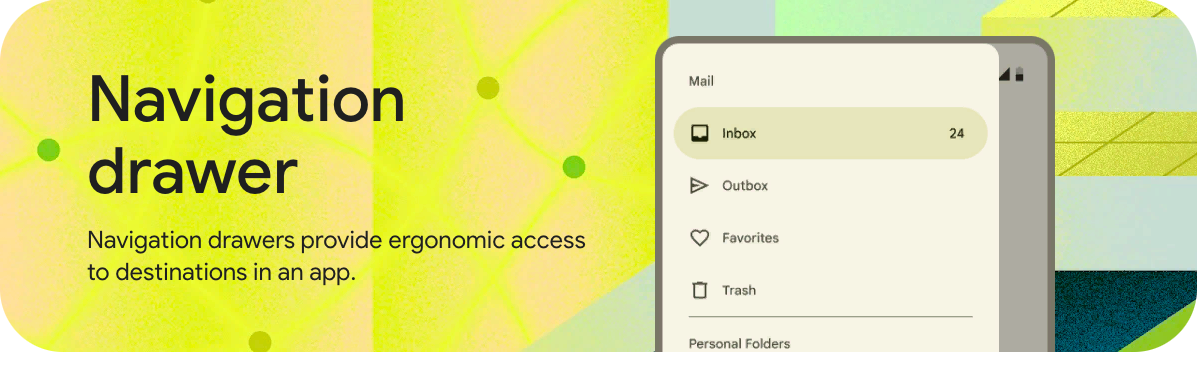 Navigation
drawer
Navigation drawers provide ergonomic access
to destinations in an app.
Mail
Inbox 24
Outbox
Favorites
Trash
Personal Folders